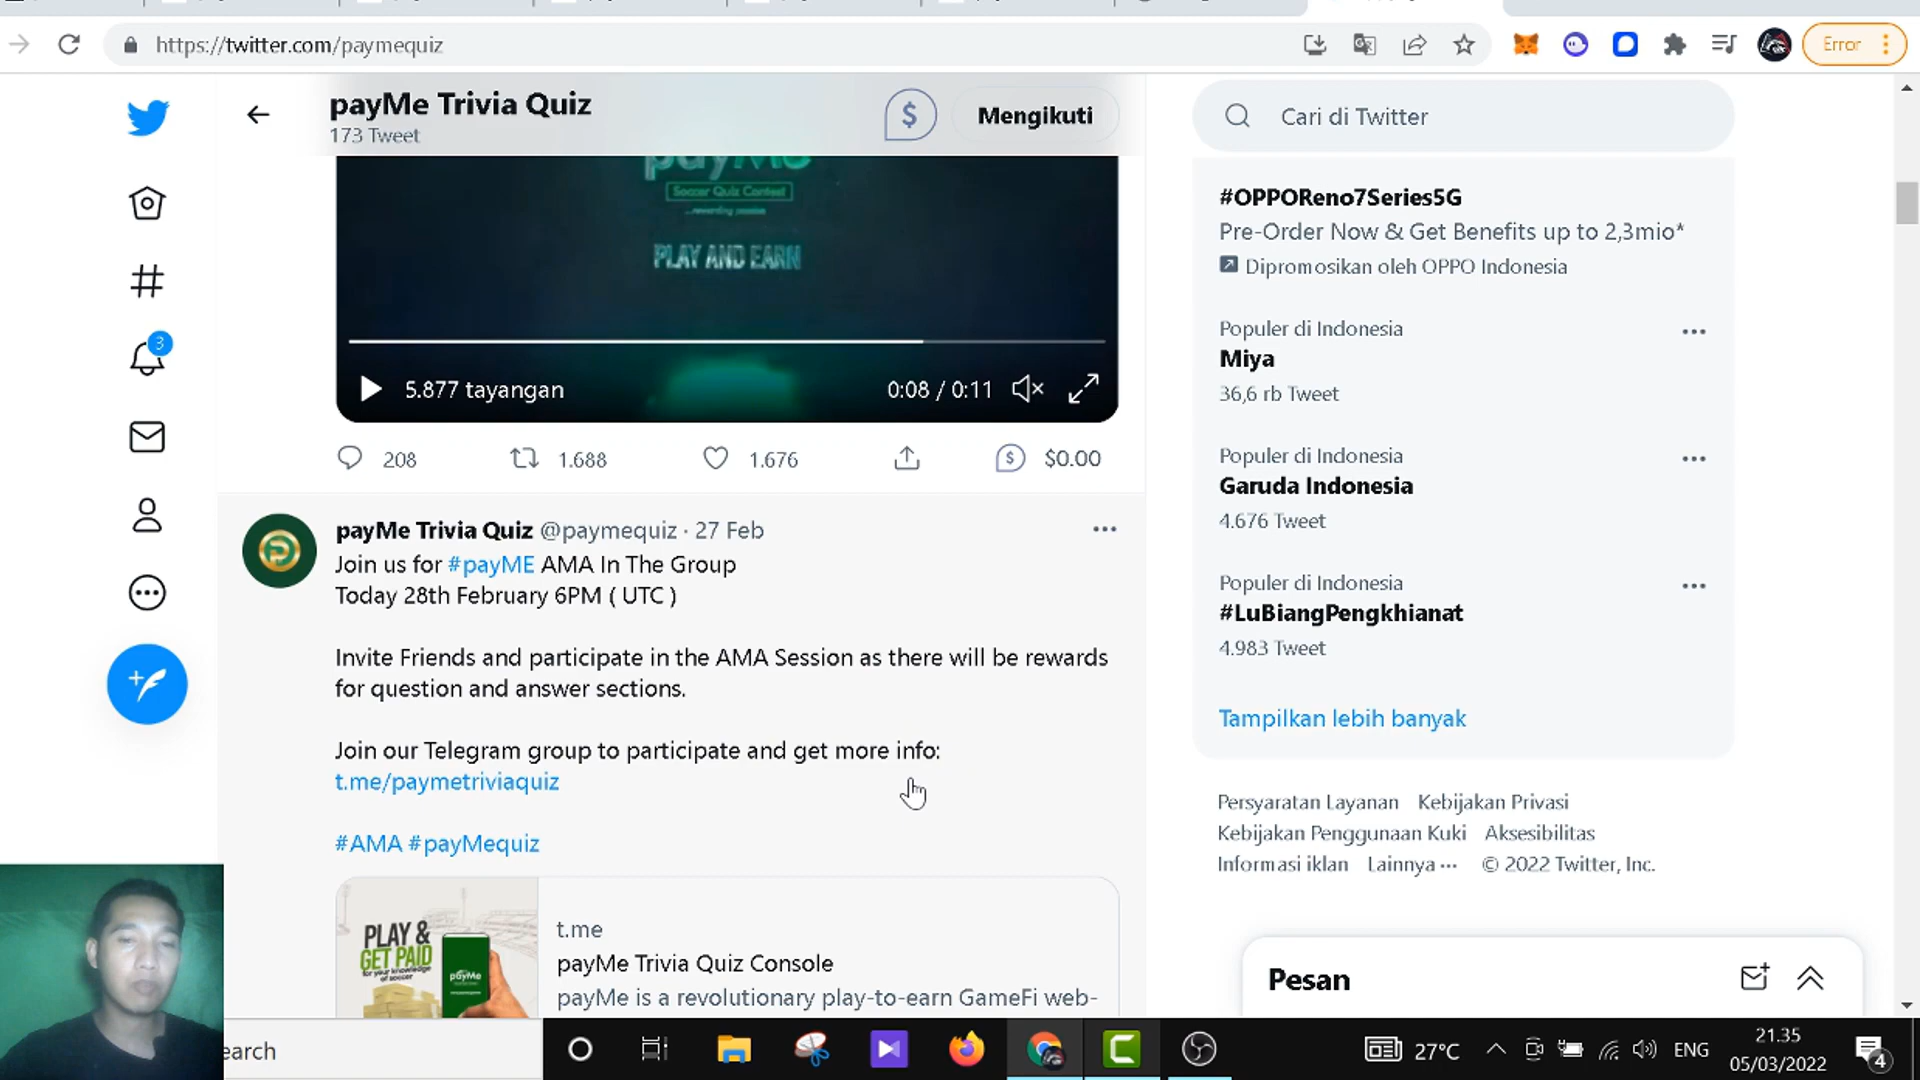 https://twitter.com/paymequiz
Error
payMe Trivia Quiz
173 Tweet
Mengikuti
Cari di Twitter
payMe
Soccer Quiz Contest
...rewarding passion
PLAY AND EARN
5.877 tayangan
0:08 / 0:11
208
1.688
1.676
$0.00
payMe Trivia Quiz @paymequiz · 27 Feb
Join us for #payME AMA In The Group
Today 28th February 6PM ( UTC )
Invite Friends and participate in the AMA Session as there will be rewards
for question and answer sections.
Join our Telegram group to participate and get more info:
t.me/paymetriviaquiz
#AMA #payMequiz
PLAY &
GET PAID
for your knowledge
of soccer
payMe
t.me
payMe Trivia Quiz Console
payMe is a revolutionary play-to-earn GameFi web-
#OPPOReno7Series5G
Pre-Order Now & Get Benefits up to 2,3mio*
Dipromosikan oleh OPPO Indonesia
Populer di Indonesia
Miya
36,6 rb Tweet
Populer di Indonesia
Garuda Indonesia
4.676 Tweet
Populer di Indonesia
#LuBiangPengkhianat
4.983 Tweet
Tampilkan lebih banyak
Persyaratan Layanan Kebijakan Privasi
Kebijakan Penggunaan Kuki Aksesibilitas
Informasi iklan Lainnya ··· © 2022 Twitter, Inc.
Pesan
3
earch
27°C
ENG
21.35
05/03/2022
4